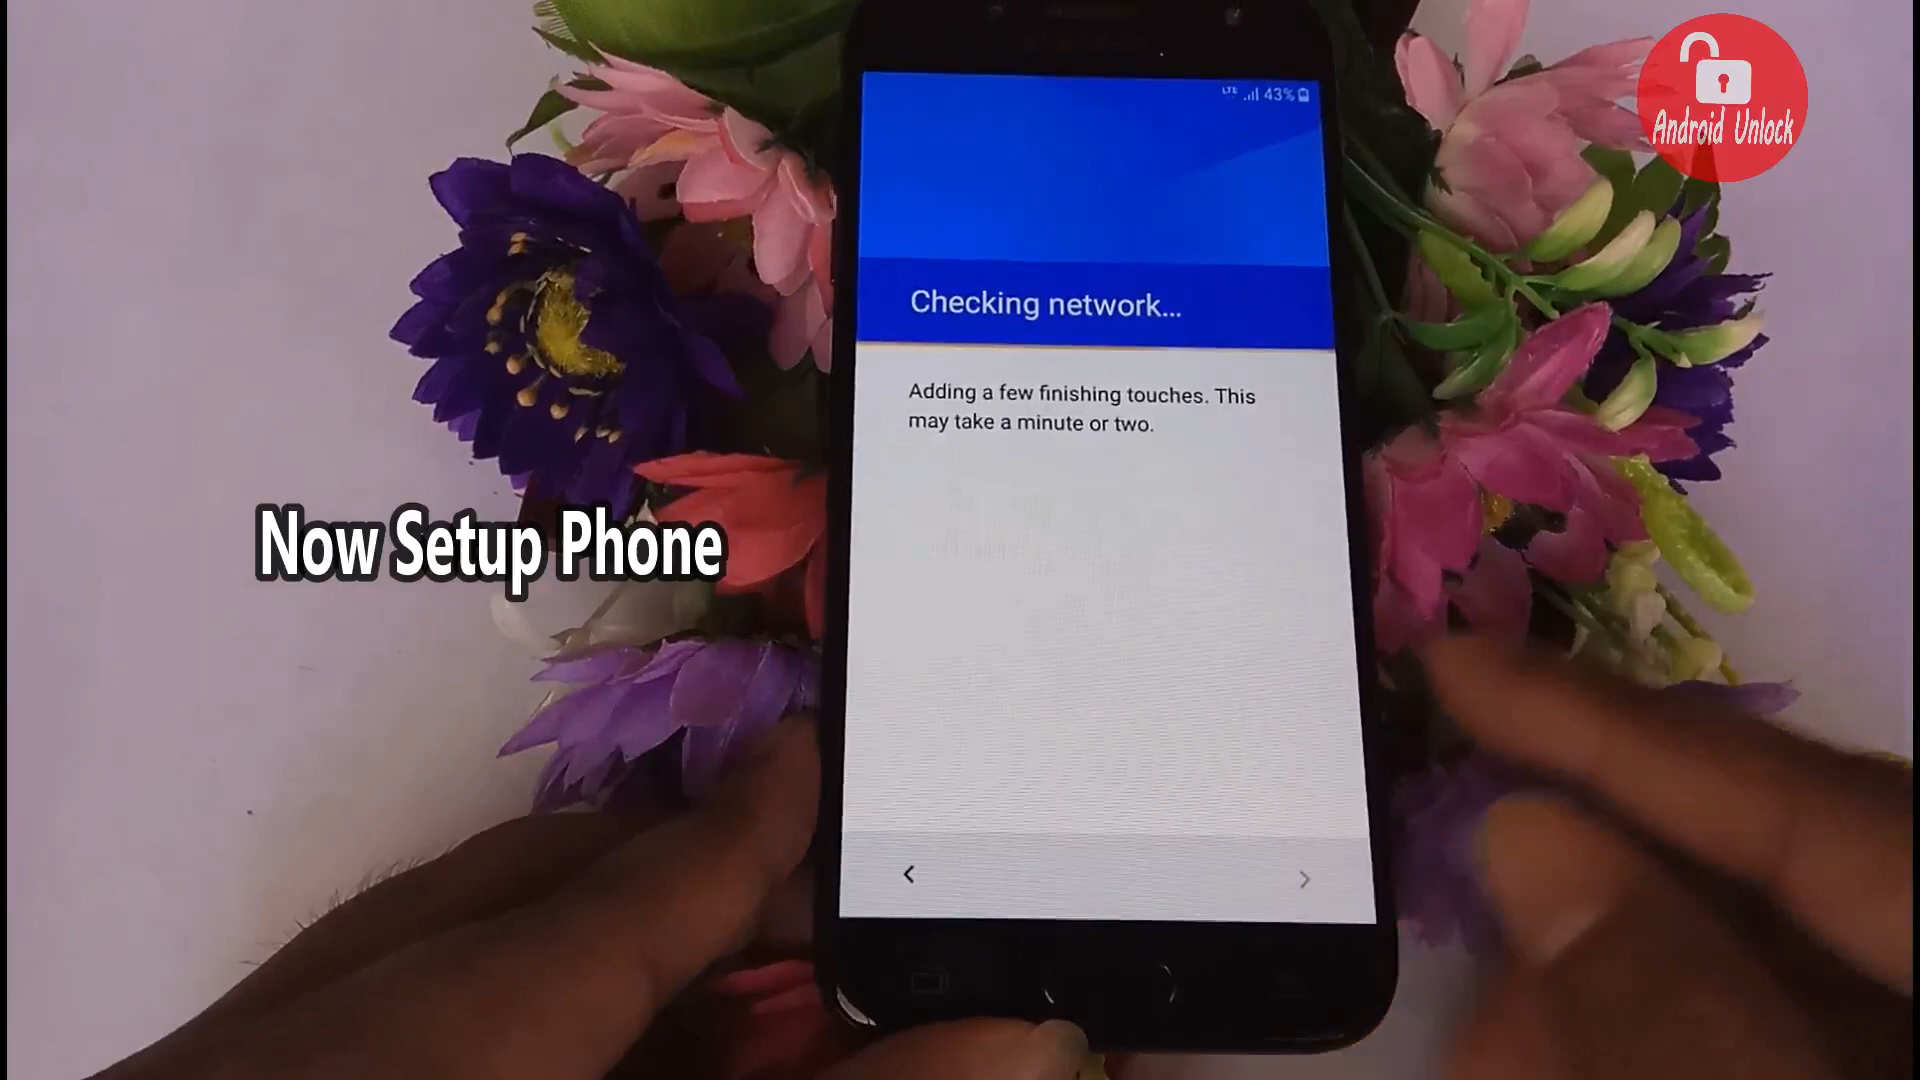 LTE 43%
Android Unlock
Checking network...
Adding a few finishing touches. This
may take a minute or two.
Now Setup Phone